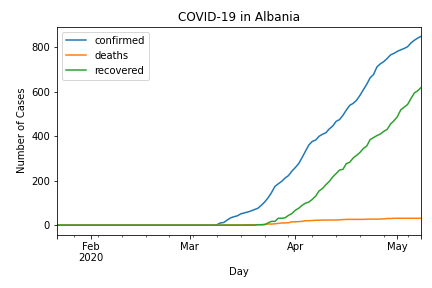 COVID-19 in Albania
confirmed
deaths
recovered
Number of Cases
800
600
400
200
0
Feb
2020
Mar
Apr
May
Day